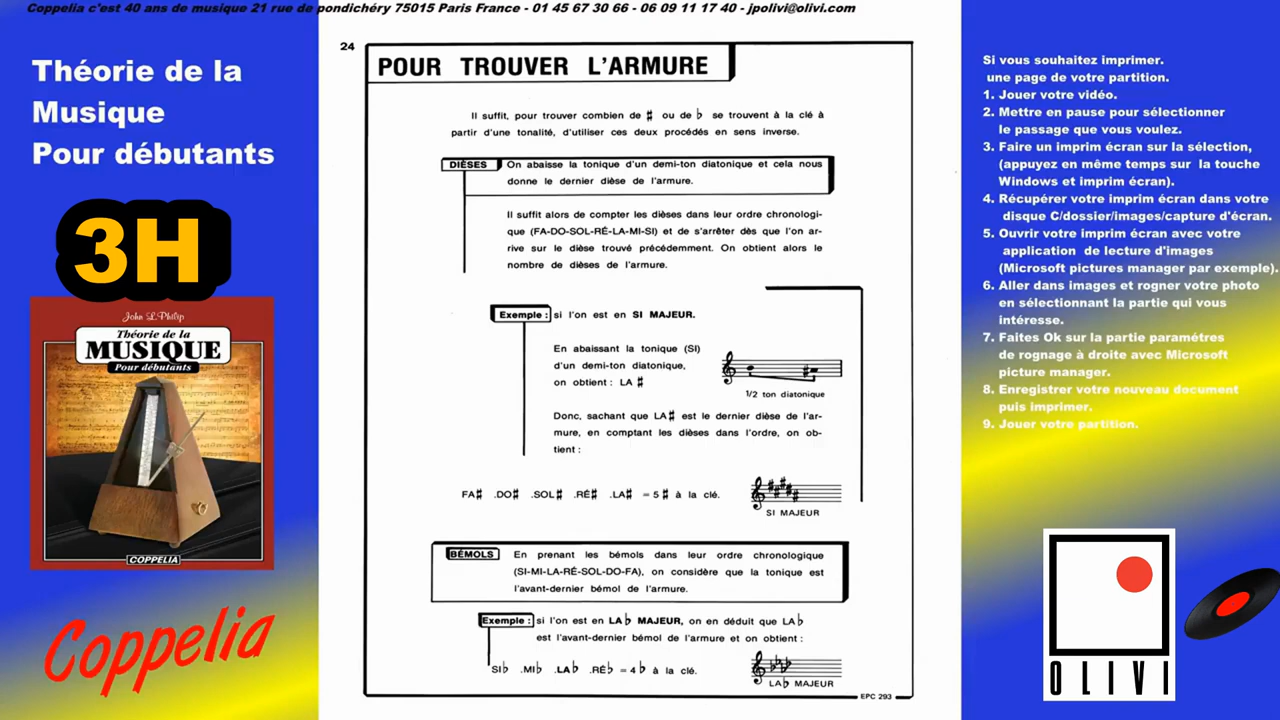 Coppelia c'est 40 ans de musique 21 rue de pondichéry 75015 Paris France - 01 45 67 30 66 - 06 09 11 17 40 - jpolivi@olivi.com
Théorie de la
Musique
Pour débutants
3H
John L.Philip
Théorie de la
MUSIQUE
Pour débutants
COPPELIA
Coppelia
24
POUR TROUVER L'ARMURE
Il suffit, pour trouver combien de ♯ ou de ♭ se trouvent à la clé à
partir d'une tonalité, d'utiliser ces deux procédés en sens inverse.
DIÈSES On abaisse la tonique d'un demi-ton diatonique et cela nous
donne le dernier dièse de l'armure.
Il suffit alors de compter les dièses dans leur ordre chronologi-
que (FA-DO-SOL-RÉ-LA-MI-SI) et de s'arrêter dès que l'on ar-
rive sur le dièse trouvé précédemment. On obtient alors le
nombre de dièses de l'armure.
Exemple : si l'on est en SI MAJEUR.
En abaissant la tonique (SI)
d'un demi-ton diatonique,
on obtient : LA ♯
1/2 ton diatonique
Donc, sachant que LA♯ est le dernier dièse de l'ar-
mure, en comptant les dièses dans l'ordre, on ob-
tient :
FA♯ .DO♯ .SOL♯ .RÉ♯ .LA♯ = 5 ♯ à la clé.
SI MAJEUR
BÉMOLS En prenant les bémols dans leur ordre chronologique
(SI-MI-LA-RÉ-SOL-DO-FA), on considère que la tonique est
l'avant-dernier bémol de l'armure.
Exemple : si l'on est en LA♭ MAJEUR, on en déduit que LA♭
est l'avant-dernier bémol de l'armure et on obtient :
SI♭ .MI♭ .LA♭ .RÉ♭ = 4 ♭ à la clé.
LA♭ MAJEUR
EPC 293
Si vous souhaitez imprimer.
une page de votre partition.
1. Jouer votre vidéo.
2. Mettre en pause pour sélectionner
le passage que vous voulez.
3. Faire un imprim écran sur la sélection,
(appuyez en même temps sur la touche
Windows et imprim écran).
4. Récupérer votre imprim écran dans votre
disque C/dossier/images/capture d'écran.
5. Ouvrir votre imprim écran avec votre
application de lecture d'images
(Microsoft pictures manager par exemple).
6. Aller dans images et rogner votre photo
en sélectionnant la partie qui vous
intéresse.
7. Faites Ok sur la partie paramétres
de rognage à droite avec Microsoft
picture manager.
8. Enregistrer votre nouveau document
puis imprimer.
9. Jouer votre partition.
OLIVI